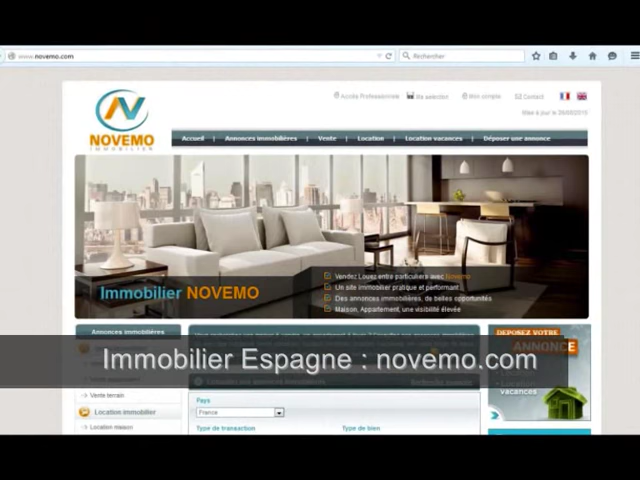 www.novemo.com
Rechercher
Accès Professionnels
Ma sélection
Mon compte
Contact
NOVEMO
IMMOBILIER
Accueil | Annonces immobilières | Vente | Location | Location vacances | Déposer une annonce
Immobilier NOVEMO
Vendez Louez entre particuliers avec Novemo
Un site immobilier pratique et performant
Des annonces immobilières, de belles opportunités
Maison, Appartement, une visibilité élevée
Annonces immobilières
DEPOSEZ VOTRE
ANNONCE
Immobilier Espagne : novemo.com
vacances
Vente terrain
Location immobilier
Location maison
Pays
France
Type de transaction
Type de bien